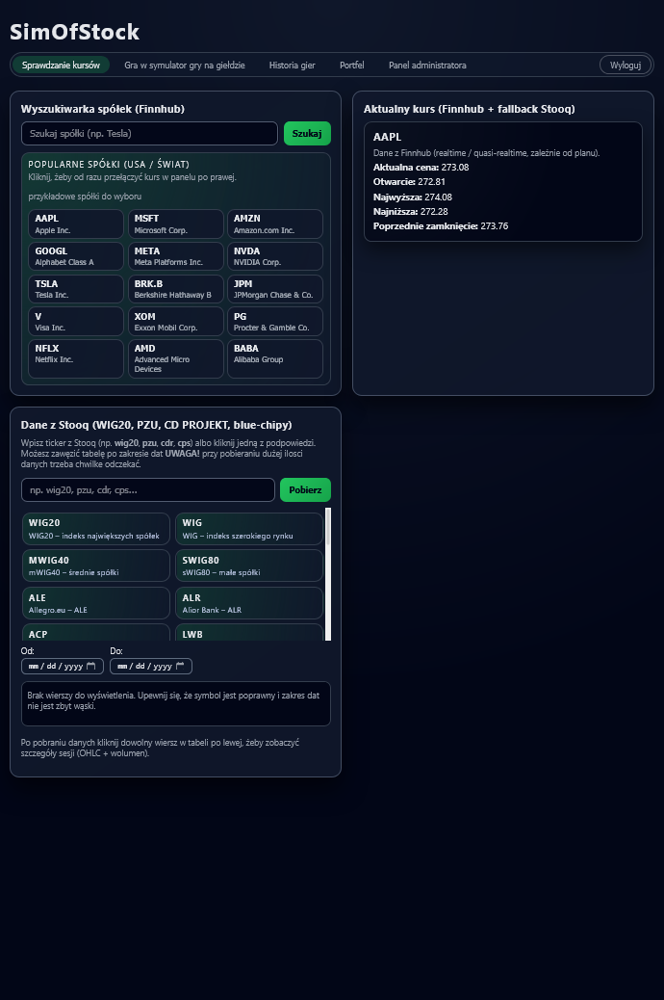 SimOfStock
Sprawdzanie kursów
Gra w symulator gry na giełdzie
Historia gier
Portfel
Panel administratora
Wyloguj
Wyszukiwarka spółek (Finnhub)
Szukaj spółki (np. Tesla)
Szukaj
POPULARNE SPÓŁKI (USA / ŚWIAT)
Kliknij, żeby od razu przełączyć kurs w panelu po prawej.
przykładowe spółki do wyboru
AAPL
Apple Inc.
MSFT
Microsoft Corp.
AMZN
Amazon.com Inc.
GOOGL
Alphabet Class A
META
Meta Platforms Inc.
NVDA
NVIDIA Corp.
TSLA
Tesla Inc.
BRK.B
Berkshire Hathaway B
JPM
JPMorgan Chase & Co.
V
Visa Inc.
XOM
Exxon Mobil Corp.
PG
Procter & Gamble Co.
NFLX
Netflix Inc.
AMD
Advanced Micro
Devices
BABA
Alibaba Group
Aktualny kurs (Finnhub + fallback Stooq)
AAPL
Dane z Finnhub (realtime / quasi-realtime, zależnie od planu).
Aktualna cena: 273.08
Otwarcie: 272.81
Najwyższa: 274.08
Najniższa: 272.28
Poprzednie zamknięcie: 273.76
Dane z Stooq (WIG20, PZU, CD PROJEKT, blue-chipy)
Wpisz ticker z Stooq (np. wig20, pzu, cdr, cps) albo kliknij jedną z podpowiedzi.
Możesz zawęzić tabelę po zakresie dat UWAGA! przy pobieraniu dużej ilosci
danych trzeba chwilke odczekać.
np. wig20, pzu, cdr, cps...
Pobierz
WIG20
WIG20 – indeks największych spółek
WIG
WIG – indeks szerokiego rynku
MWIG40
mWIG40 – średnie spółki
SWIG80
sWIG80 – małe spółki
ALE
Allegro.eu – ALE
ALR
Alior Bank – ALR
ACP
LWB
Od:
Do:
mm / dd / yyyy
mm / dd / yyyy
Brak wierszy do wyświetlenia. Upewnij się, że symbol jest poprawny i zakres dat
nie jest zbyt wąski.
Po pobraniu danych kliknij dowolny wiersz w tabeli po lewej, żeby zobaczyć
szczegóły sesji (OHLC + wolumen).